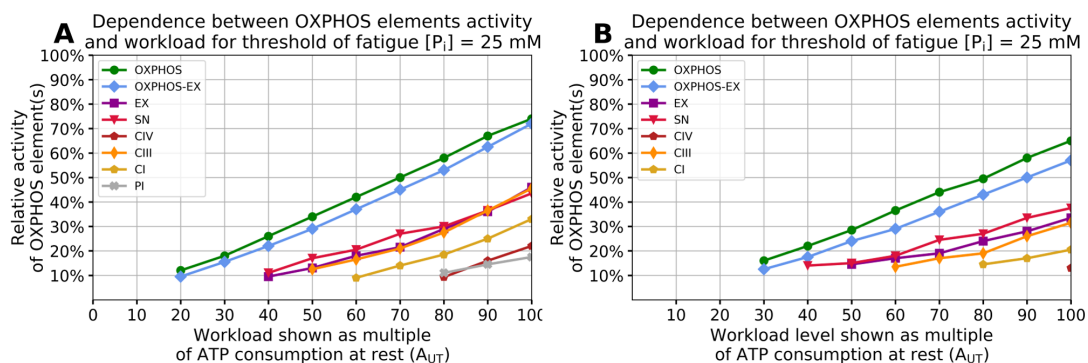 A
Dependence between OXPHOS elements activity
and workload for threshold of fatigue [Pi] = 25 mM
100%
90%
80%
70%
60%
50%
40%
30%
20%
10%
Relative activity
of OXPHOS element(s)
OXPHOS
OXPHOS-EX
EX
SN
CIV
CIII
CI
PI
0 10 20 30 40 50 60 70 80 90 100
Workload shown as multiple
of ATP consumption at rest (AUT)
B
Dependence between OXPHOS elements activity
and workload for threshold of fatigue [Pi] = 25 mM
100%
90%
80%
70%
60%
50%
40%
30%
20%
10%
Relative activity
of OXPHOS element(s)
OXPHOS
OXPHOS-EX
EX
SN
CIV
CIII
CI
10 20 30 40 50 60 70 80 90 100
Workload level shown as multiple
of ATP consumption at rest (AUT)